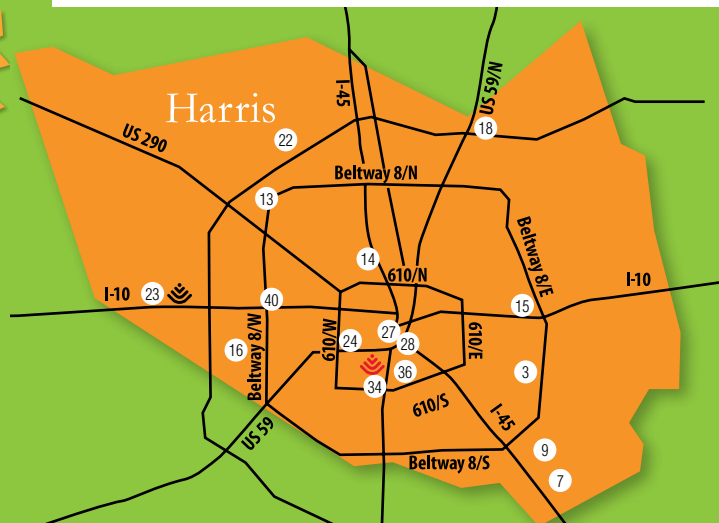 I-45
US 59/N
Harris
US 290
18
22
Beltway 8/N
13
Beltway 8/E
14
610/N
I-10
I-10
23
40
15
27
610/W
24
28
610/E
16
Beltway 8/W
36
3
34
610/S
I-45
US 59
9
Beltway 8/S
7